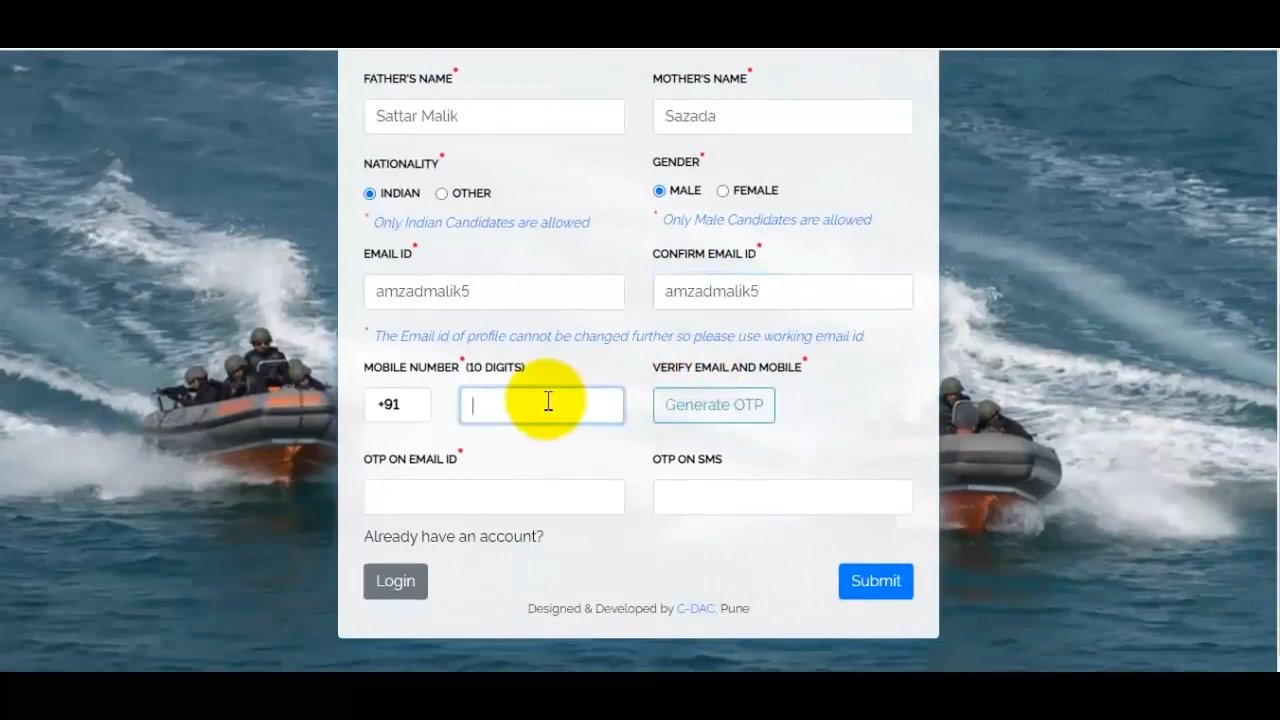 FATHER'S NAME* MOTHER'S NAME*
Sattar Malik Sazada
NATIONALITY* GENDER*
INDIAN OTHER MALE FEMALE
* Only Indian Candidates are allowed * Only Male Candidates are allowed
EMAIL ID* CONFIRM EMAIL ID*
amzadmalik5 amzadmalik5
* The Email id of profile cannot be changed further so please use working email id
MOBILE NUMBER* (10 DIGITS) VERIFY EMAIL AND MOBILE*
+91 Generate OTP
OTP ON EMAIL ID* OTP ON SMS
Already have an account?
Login Submit
Designed & Developed by C-DAC, Pune